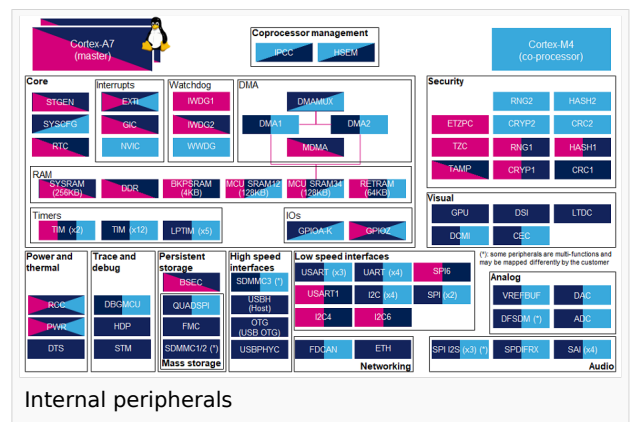 Cortex-A7
(master)
Coprocessor management
IPCC
HSEM
Cortex-M4
(co-processor)
Core
STGEN
SYSCFG
RTC
Interrupts
EXTI
GIC
NVIC
Watchdog
IWDG1
IWDG2
WWDG
DMA
DMAMUX
DMA1
DMA2
MDMA
Security
RNG2
HASH2
ETZPC
CRYP2
CRC2
TZC
RNG1
HASH1
TAMP
CRYP1
CRC1
RAM
SYSRAM
(256KB)
DDR
BKPSRAM
(4KB)
MCU SRAM12
(128KB)
MCU SRAM34
(128KB)
RETRAM
(64KB)
Timers
TIM (x2)
TIM (x12)
LPTIM (x5)
IOs
GPIOA-K
GPIOZ
Visual
GPU
DSI
LTDC
DCMI
CEC
Power and
thermal
RCC
PWR
DTS
Trace and
debug
DBGMCU
HDP
STM
Persistent
storage
BSEC
QUADSPI
FMC
SDMMC1/2 (*)
Mass storage
High speed
interfaces
SDMMC3 (*)
USBH
(Host)
OTG
(USB OTG)
USBPHYC
Low speed interfaces
USART (x3)
UART (x4)
SPI6
USART1
I2C (x4)
SPI (x2)
I2C4
I2C6
(*): some peripherals are multi-functions and
may be mapped differently by the customer
Analog
VREFBUF
DAC
DFSDM (*)
ADC
FDCAN
ETH
Networking
SPI I2S (x3) (*)
SPDIFRX
SAI (x4)
Audio
Internal peripherals